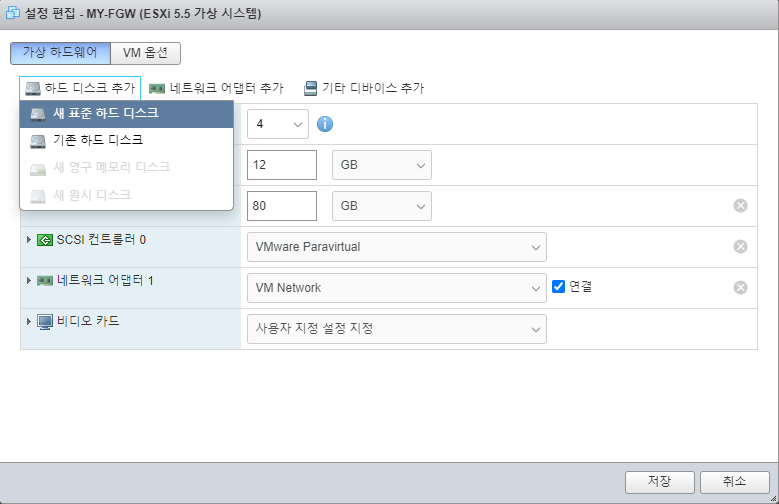 설정 편집 - MY-FGW (ESXi 5.5 가상 시스템)
가상 하드웨어 VM 옵션
하드 디스크 추가 네트워크 어댑터 추가 기타 디바이스 추가
새 표준 하드 디스크
기존 하드 디스크
새 영구 메모리 디스크
새 원시 디스크
4
12 GB
80 GB
SCSI 컨트롤러 0 VMware Paravirtual
네트워크 어댑터 1 VM Network 연결
비디오 카드 사용자 지정 설정 지정
저장 취소